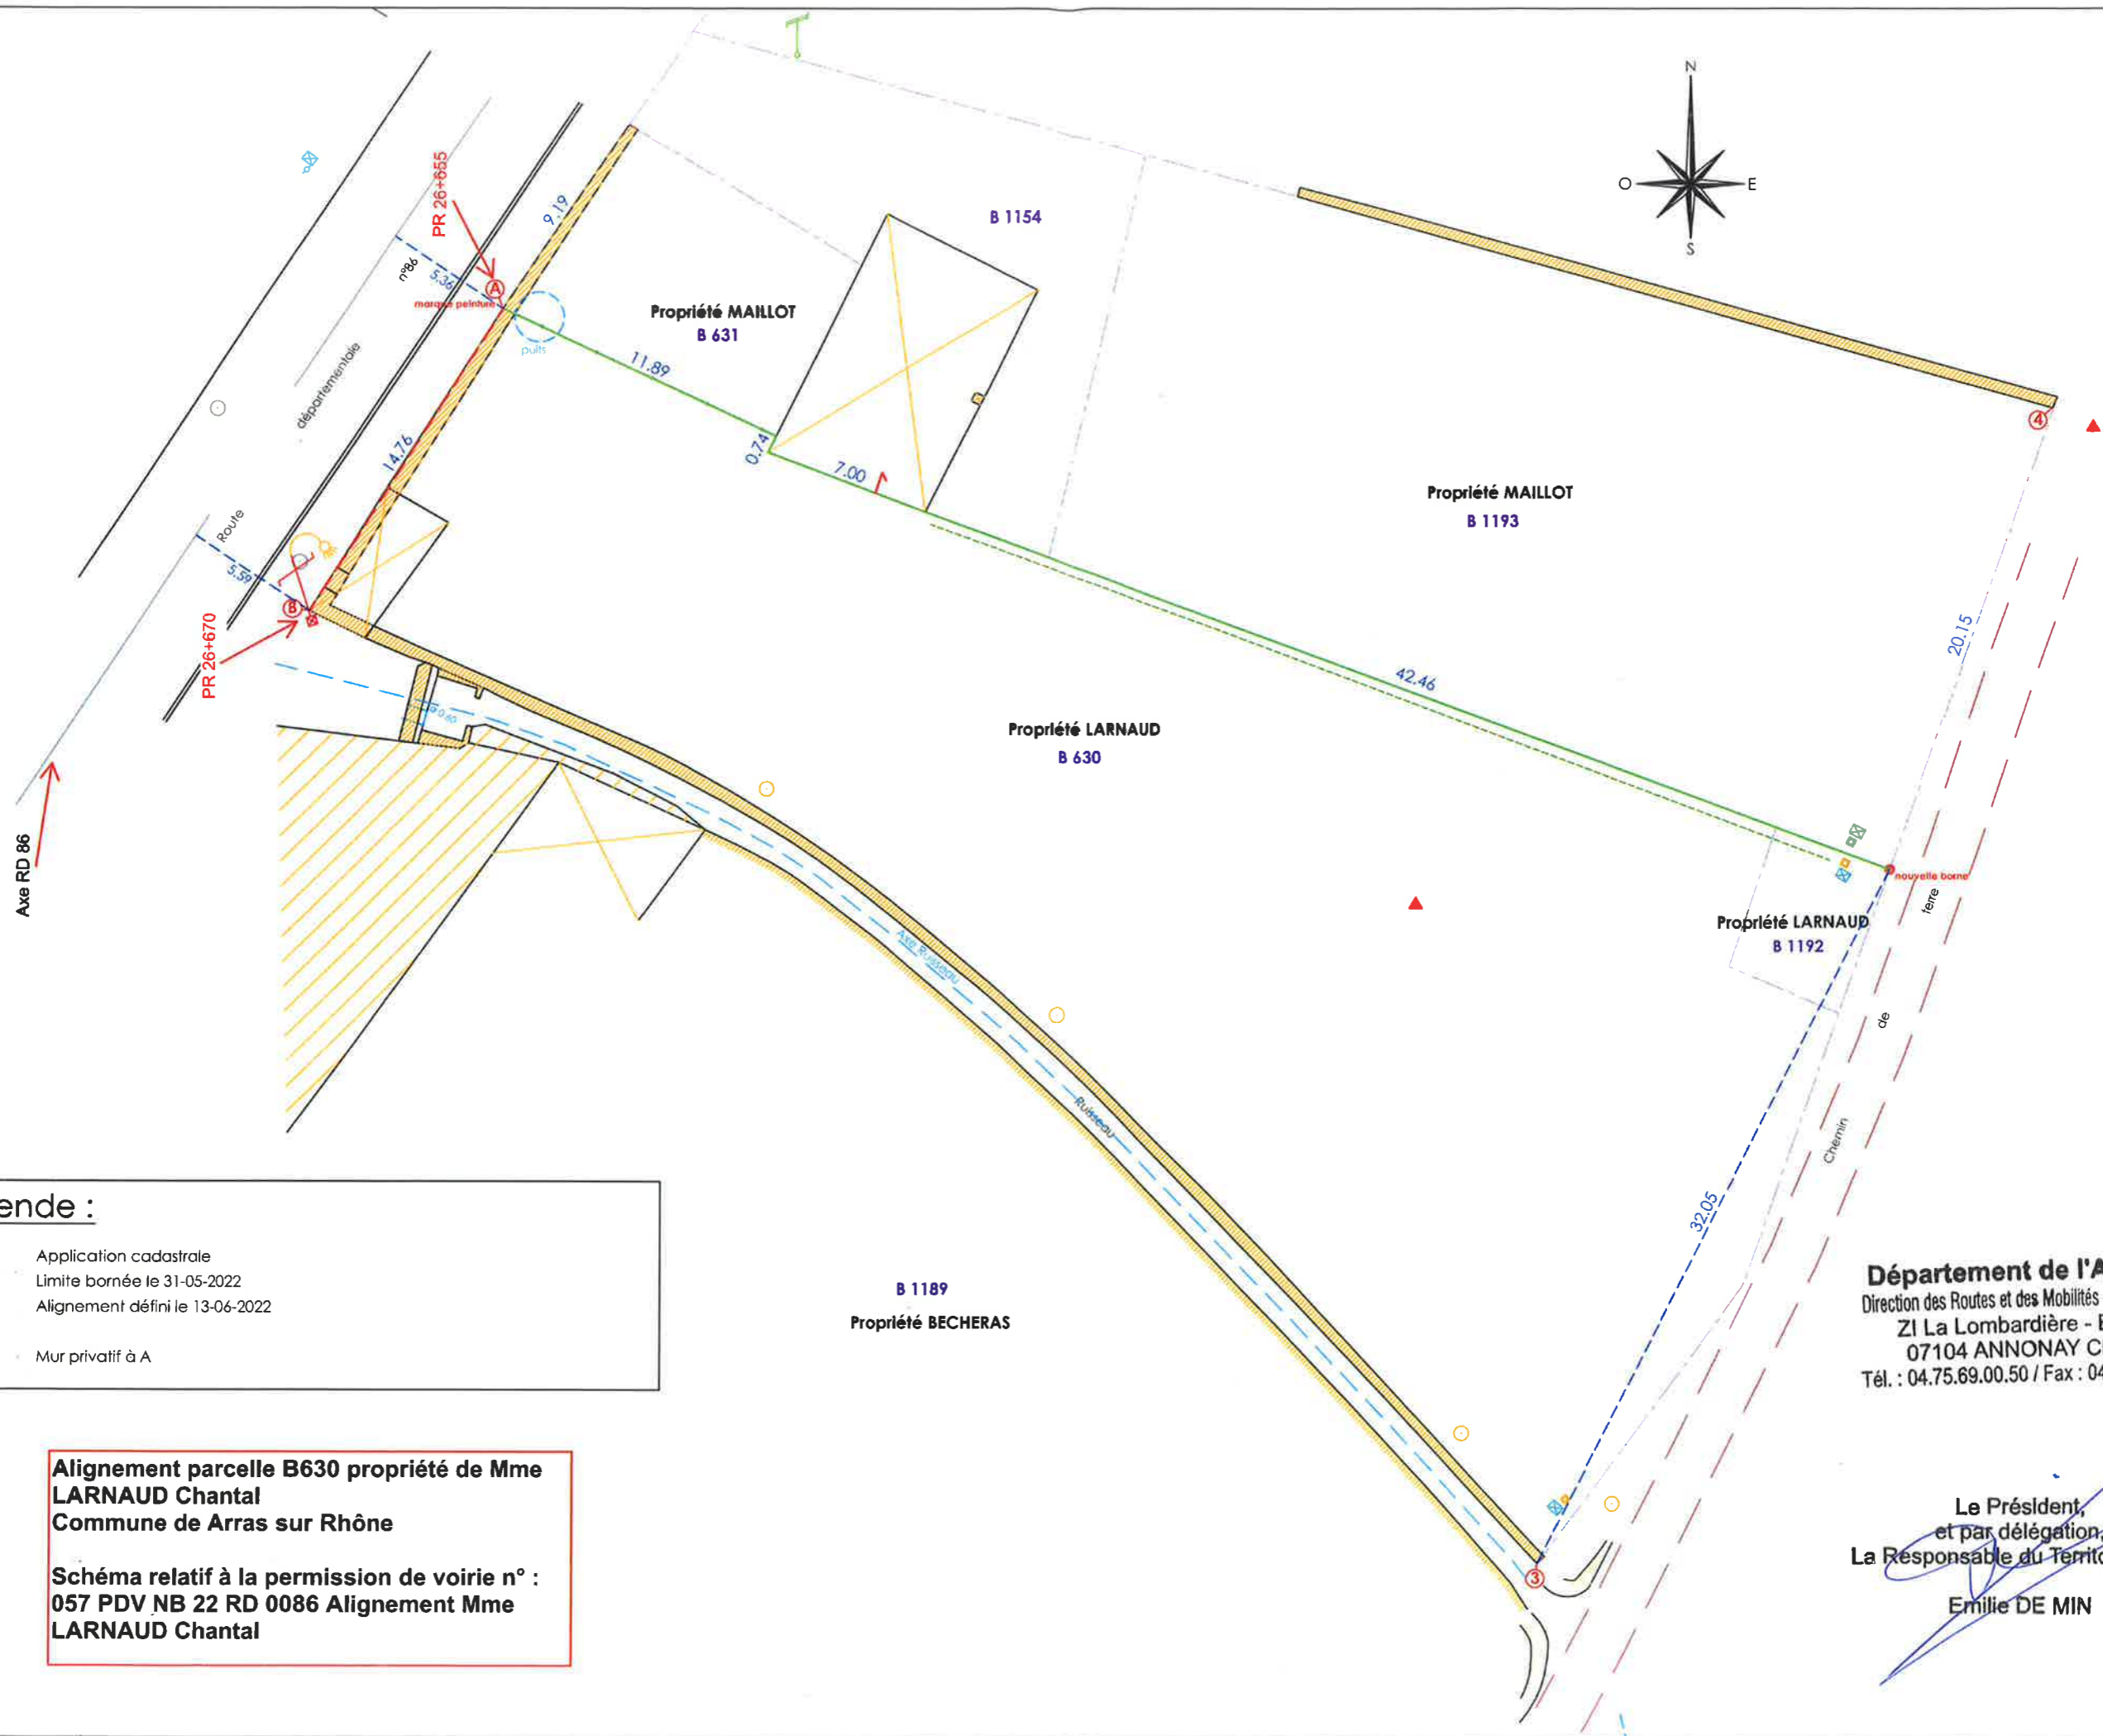 N
O
E
S
PR 26+655
9.19
n°86
5.36
A
marque peinture
puits
B 1154
Propriété MAILLOT
B 631
11.89
départementale
14.76
0.74
7.00
4
Propriété MAILLOT
B 1193
Route
5.59
B
PR 26+670
20.15
42.46
Propriété LARNAUD
B 630
Axe RD 86
nouvelle borne
terre
Propriété LARNAUD
B 1192
Axe Ruisseau
de
Ruisseau
Chemin
32.05
ende :
Application cadastrale
Limite bornée le 31-05-2022
Alignement défini le 13-06-2022
Mur privatif à A
B 1189
Propriété BECHERAS
Département de l'A
Direction des Routes et des Mobilités
ZI La Lombardière -
07104 ANNONAY C
Tél. : 04.75.69.00.50 / Fax : 04
Alignement parcelle B630 propriété de Mme
LARNAUD Chantal
Commune de Arras sur Rhône
Schéma relatif à la permission de voirie n° :
057 PDV NB 22 RD 0086 Alignement Mme
LARNAUD Chantal
3
Le Président,
et par délégation,
La Responsable du Territo
Emilie DE MIN